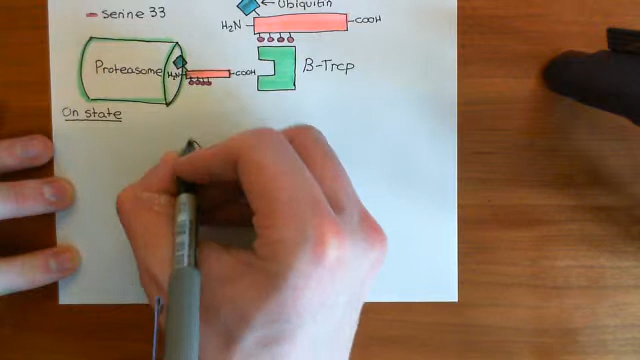 serine 33
Ubiquitin
H₂N
COOH
Proteasome
H₂N
COOH
B-Trcp
On state